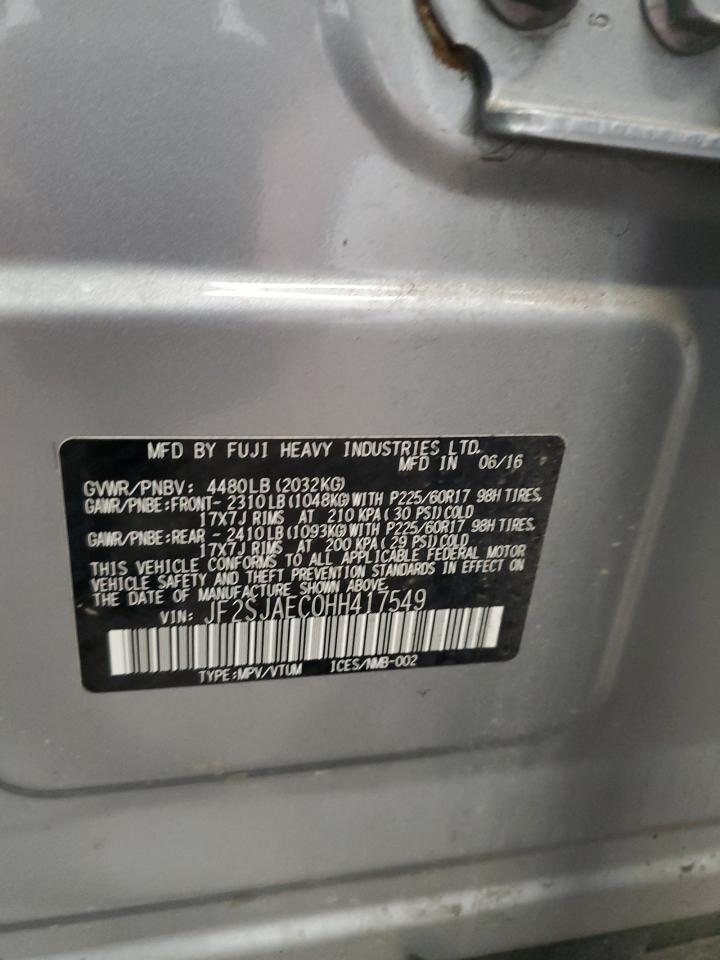 9
MFD BY FUJI HEAVY INDUSTRIES LTD.
MFD IN 06/16
GVWR/PNBV: 4480LB (2032KG)
GAWR/PNBE:FRONT- 2310LB (1048KG) WITH P225/60R17 98H TIRES,
17X7J RIMS AT 210 KPA ( 30 PSI) COLD
GAWR/PNBE:REAR - 2410LB (1093KG) WITH P225/60R17 98H TIRES,
17X7J RIMS AT 200 KPA (29 PSI) COLD
THIS VEHICLE CONFORMS TO ALL APPLICABLE FEDERAL MOTOR
VEHICLE SAFETY AND THEFT PREVENTION STANDARDS IN EFFECT ON
THE DATE OF MANUFACTURE SHOWN ABOVE.
VIN: JF2SJAEC0HH417549
TYPE:MPV/VTUM ICES/NMB-002